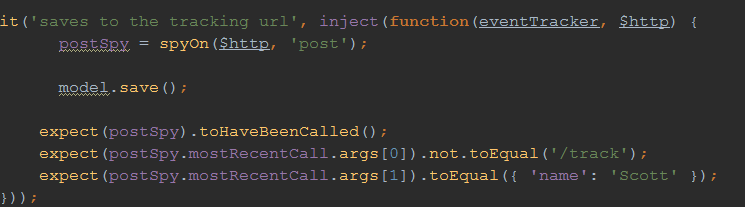 it('saves to the tracking url', inject(function(eventTracker, $http) {
postSpy = spyOn($http, 'post');
model.save();
expect(postSpy).toHaveBeenCalled();
expect(postSpy.mostRecentCall.args[0]).not.toEqual('/track');
expect(postSpy.mostRecentCall.args[1]).toEqual({ 'name': 'Scott' });
}));